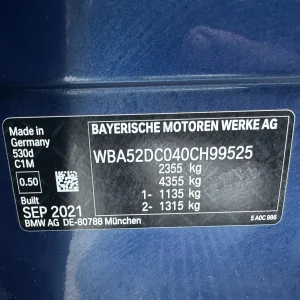 Made in
Germany
530d
C1M
0.50
Built
SEP 2021
BMW AG DE-80788 München
BAYERISCHE MOTOREN WERKE AG
WBA52DC040CH99525
2355 kg
4355 kg
1- 1135 kg
2- 1315 kg
5 A0C 986